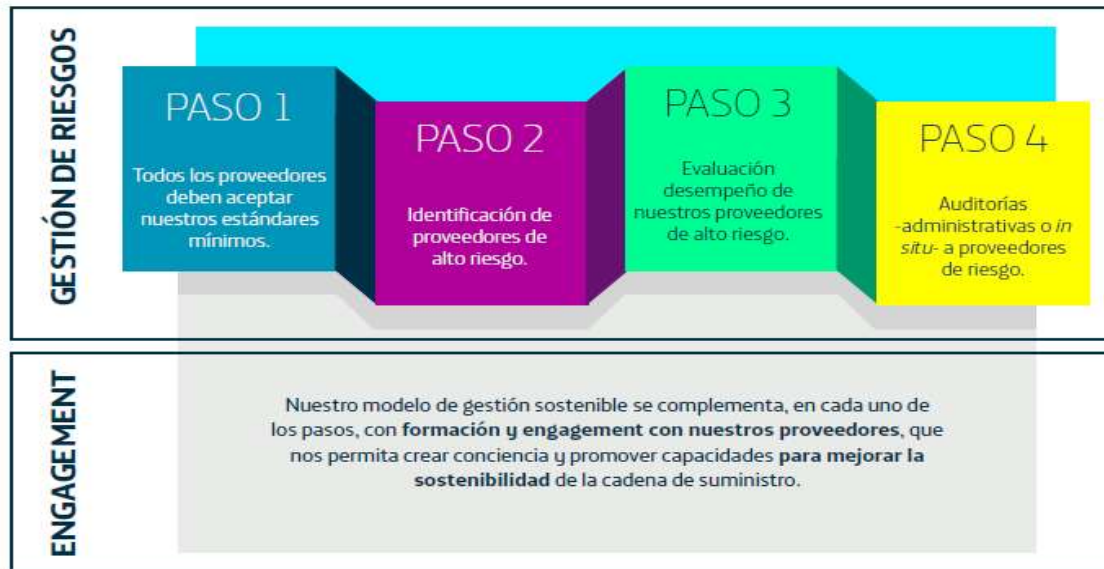 GESTIÓN DE RIESGOS
PASO 1
Todos los proveedores
deben aceptar
nuestros estándares
mínimos.
PASO 2
Identificación de
proveedores de
alto riesgo.
PASO 3
Evaluación
desempeño de
nuestros proveedores
de alto riesgo.
PASO 4
Auditorías
-administrativas o in
situ- a proveedores
de riesgo.
ENGAGEMENT
Nuestro modelo de gestión sostenible se complementa, en cada uno de
los pasos, con formación y engagement con nuestros proveedores, que
nos permita crear conciencia y promover capacidades para mejorar la
sostenibilidad de la cadena de suministro.